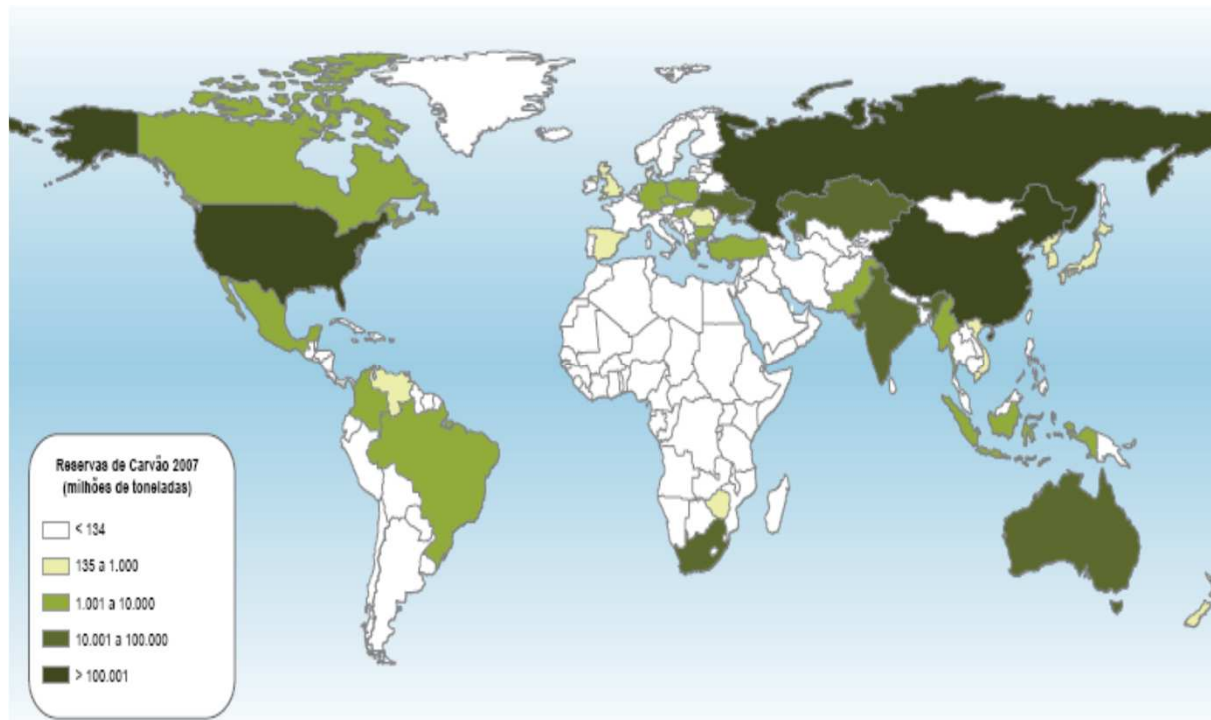 Reservas de Carvão 2007
(milhões de toneladas)
< 134
135 a 1.000
1.001 a 10.000
10.001 a 100.000
> 100.001